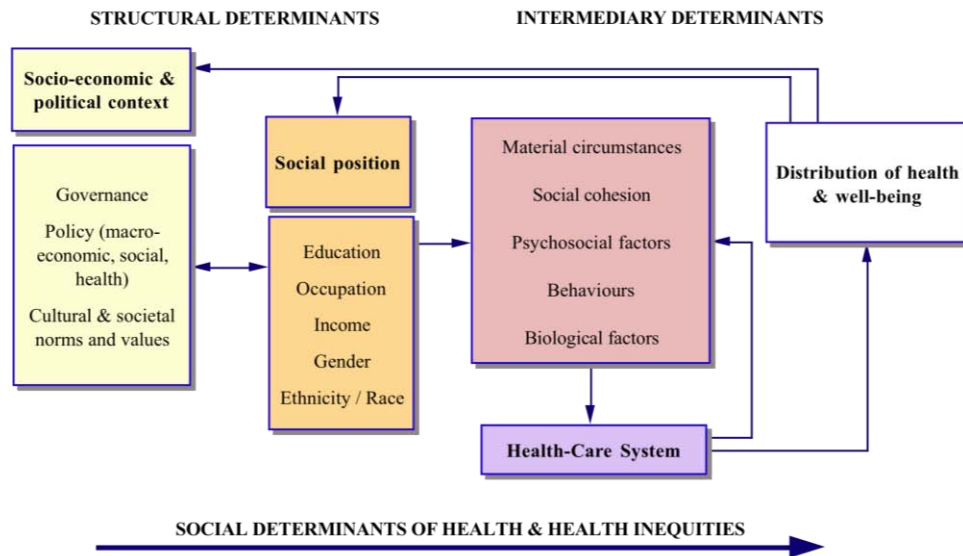 STRUCTURAL DETERMINANTS
INTERMEDIARY DETERMINANTS
Socio-economic &
political context
Governance
Policy (macro-
economic, social,
health)
Cultural & societal
norms and values
Social position
Education
Occupation
Income
Gender
Ethnicity / Race
Material circumstances
Social cohesion
Psychosocial factors
Behaviours
Biological factors
Health-Care System
Distribution of health
& well-being
SOCIAL DETERMINANTS OF HEALTH & HEALTH INEQUITIES